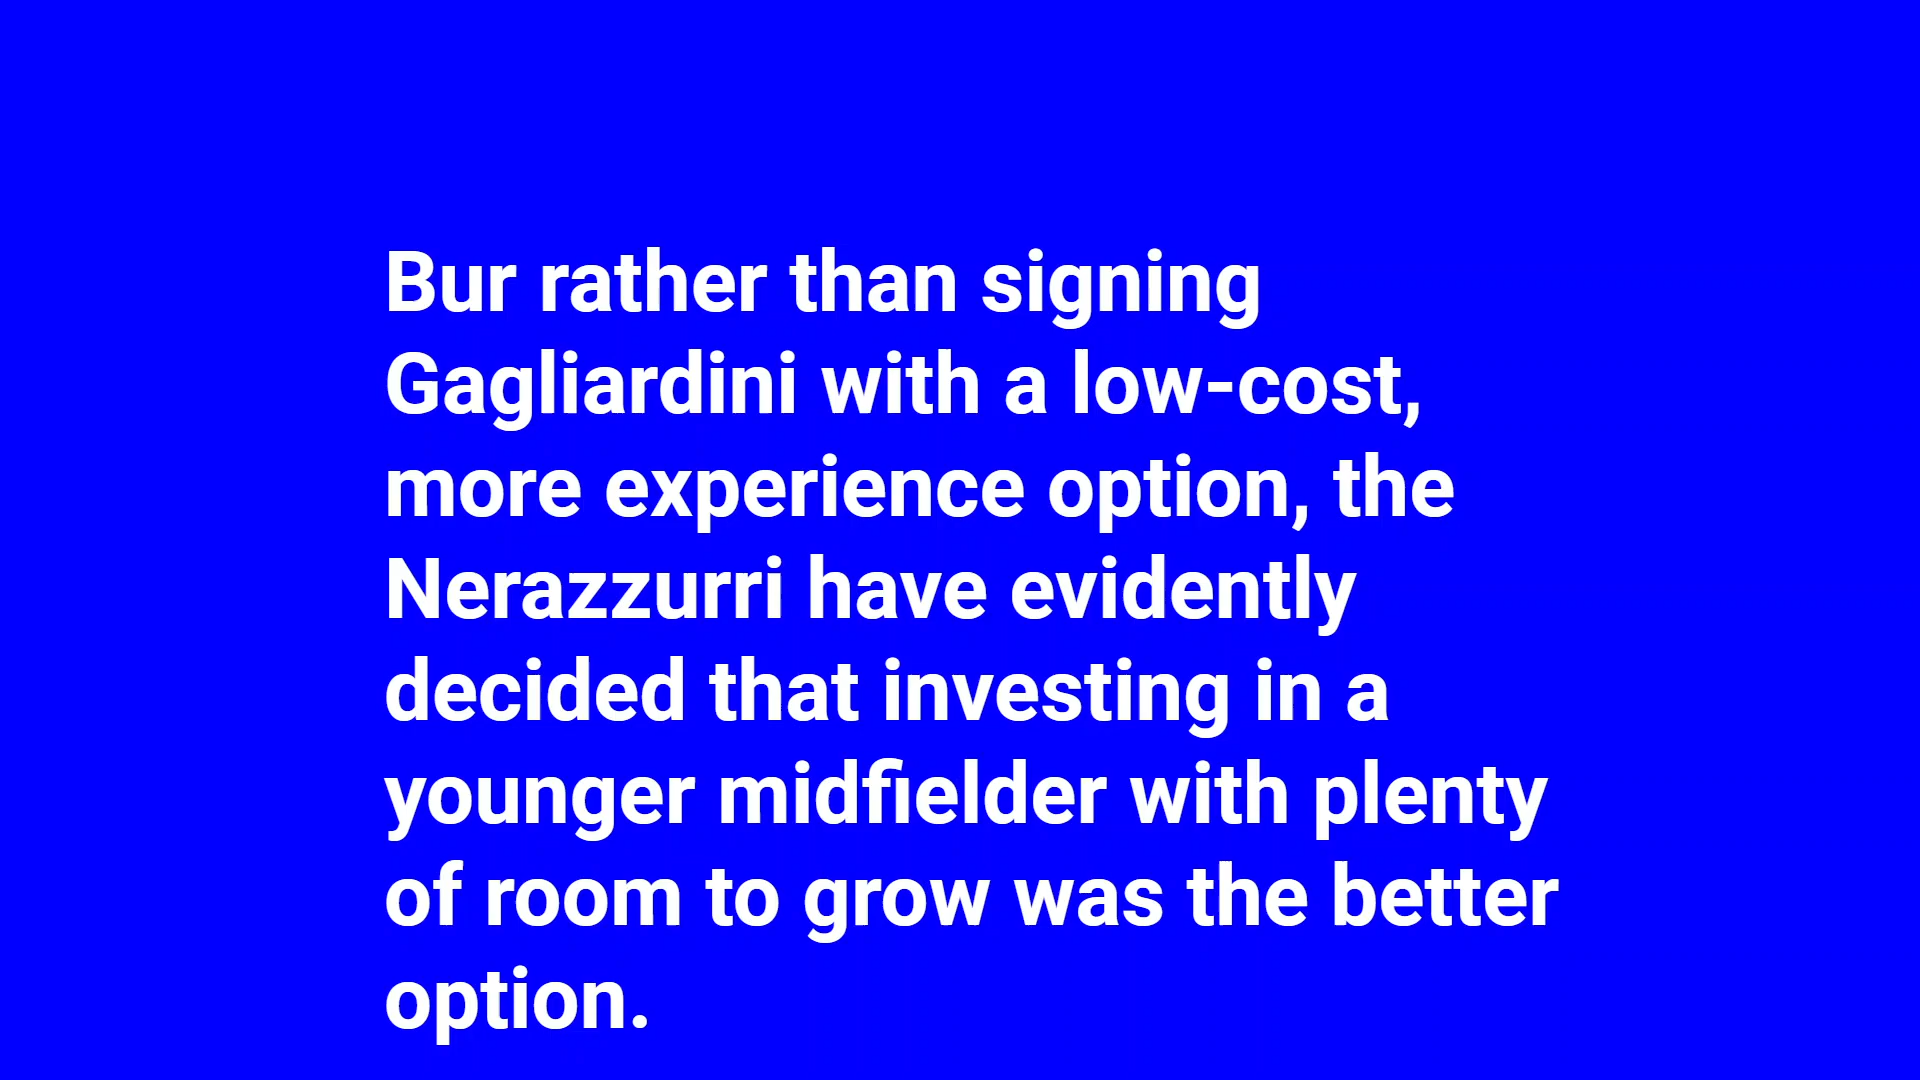 Bur rather than signing
Gagliardini with a low-cost,
more experience option, the
Nerazzurri have evidently
decided that investing in a
younger midfielder with plenty
of room to grow was the better
option.